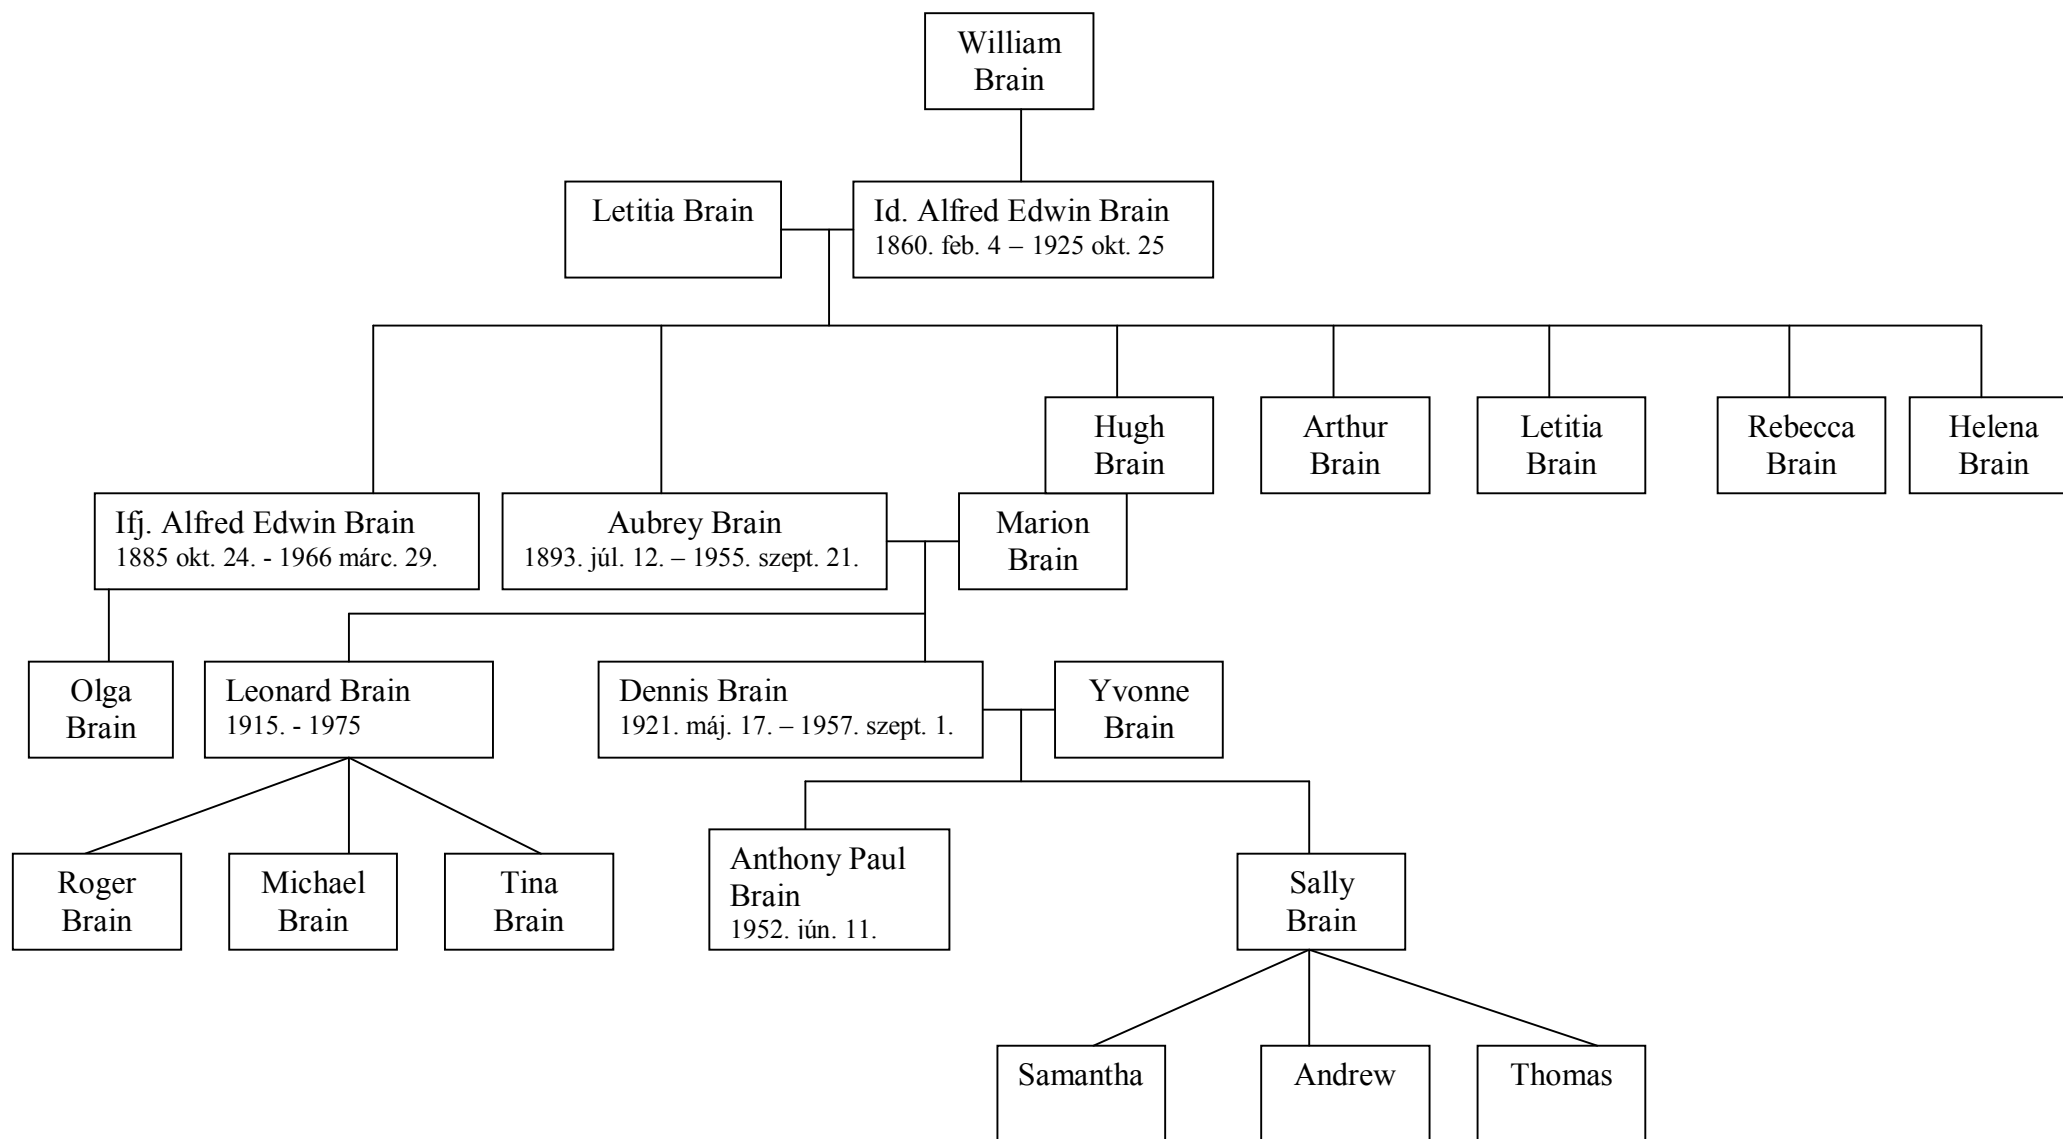 William
Brain
Letitia Brain
Id. Alfred Edwin Brain
1860. feb. 4 – 1925 okt. 25
Hugh
Brain
Arthur
Brain
Letitia
Brain
Rebecca
Brain
Helena
Brain
Ifj. Alfred Edwin Brain
1885 okt. 24. - 1966 márc. 29.
Aubrey Brain
1893. júl. 12. – 1955. szept. 21.
Marion
Brain
Olga
Brain
Leonard Brain
1915. - 1975
Dennis Brain
1921. máj. 17. – 1957. szept. 1.
Yvonne
Brain
Roger
Brain
Michael
Brain
Tina
Brain
Anthony Paul
Brain
1952. jún. 11.
Sally
Brain
Samantha
Andrew
Thomas